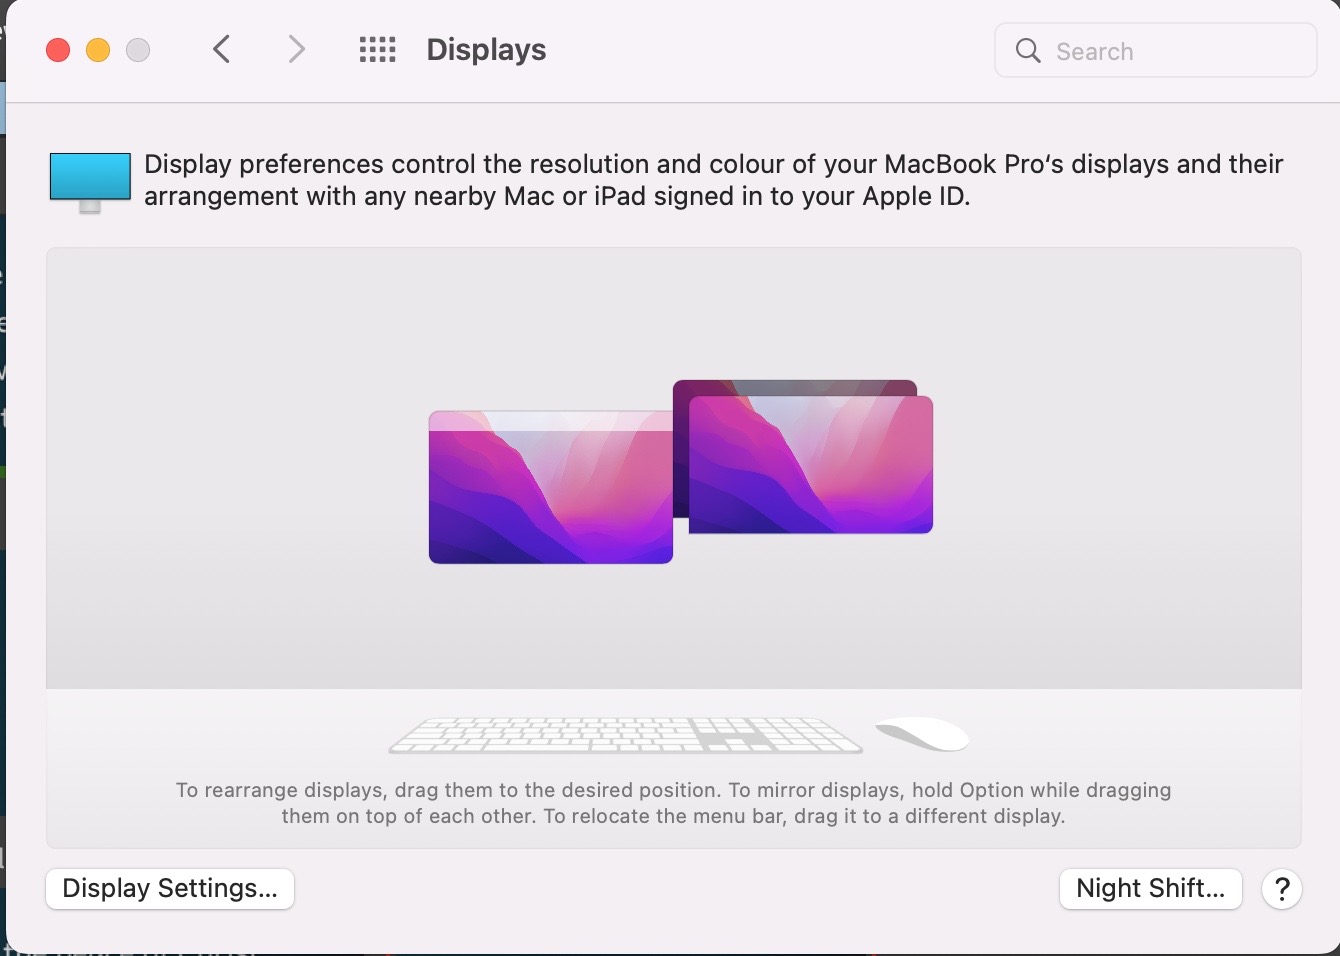 Displays
Search
Display preferences control the resolution and colour of your MacBook Pro‘s displays and their
arrangement with any nearby Mac or iPad signed in to your Apple ID.
To rearrange displays, drag them to the desired position. To mirror displays, hold Option while dragging
them on top of each other. To relocate the menu bar, drag it to a different display.
Display Settings...
Night Shift...
?